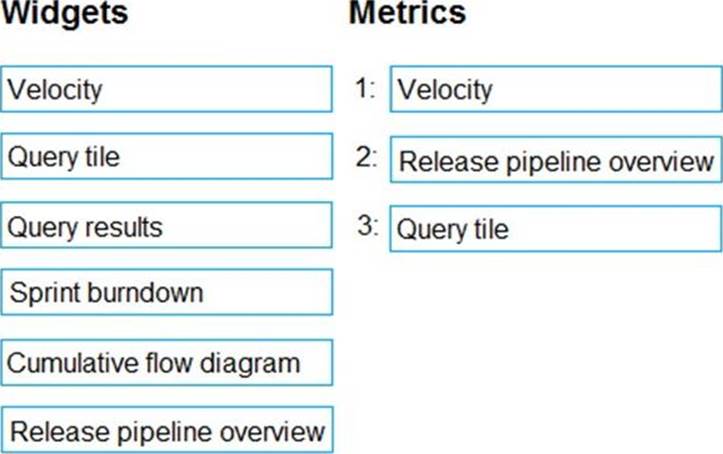 Widgets
Metrics
Velocity
1: Velocity
Query tile
2: Release pipeline overview
Query results
3: Query tile
Sprint burndown
Cumulative flow diagram
Release pipeline overview